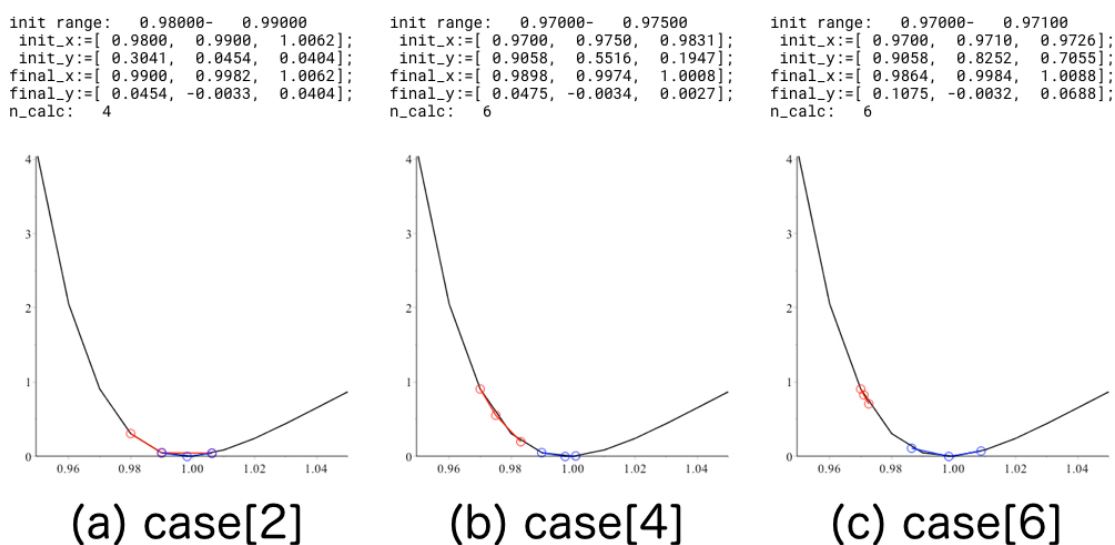 init range:   0.98000-   0.99000
init_x:=[ 0.9800,  0.9900,  1.0062];
init_y:=[ 0.3041,  0.0454,  0.0404];
final_x:=[ 0.9900,  0.9982,  1.0062];
final_y:=[ 0.0454, -0.0033,  0.0404];
n_calc:   4
4
3
2
1
0
0.96 0.98 1.00 1.02 1.04
(a) case[2]
init range:   0.97000-   0.97500
init_x:=[ 0.9700,  0.9750,  0.9831];
init_y:=[ 0.9058,  0.5516,  0.1947];
final_x:=[ 0.9898,  0.9974,  1.0008];
final_y:=[ 0.0475, -0.0034,  0.0027];
n_calc:   6
4
3
2
1
0
0.96 0.98 1.00 1.02 1.04
(b) case[4]
init range:   0.97000-   0.97100
init_x:=[ 0.9700,  0.9710,  0.9726];
init_y:=[ 0.9058,  0.8252,  0.7055];
final_x:=[ 0.9864,  0.9984,  1.0088];
final_y:=[ 0.1075, -0.0032,  0.0688];
n_calc:   6
4
3
2
1
0
0.96 0.98 1.00 1.02 1.04
(c) case[6]